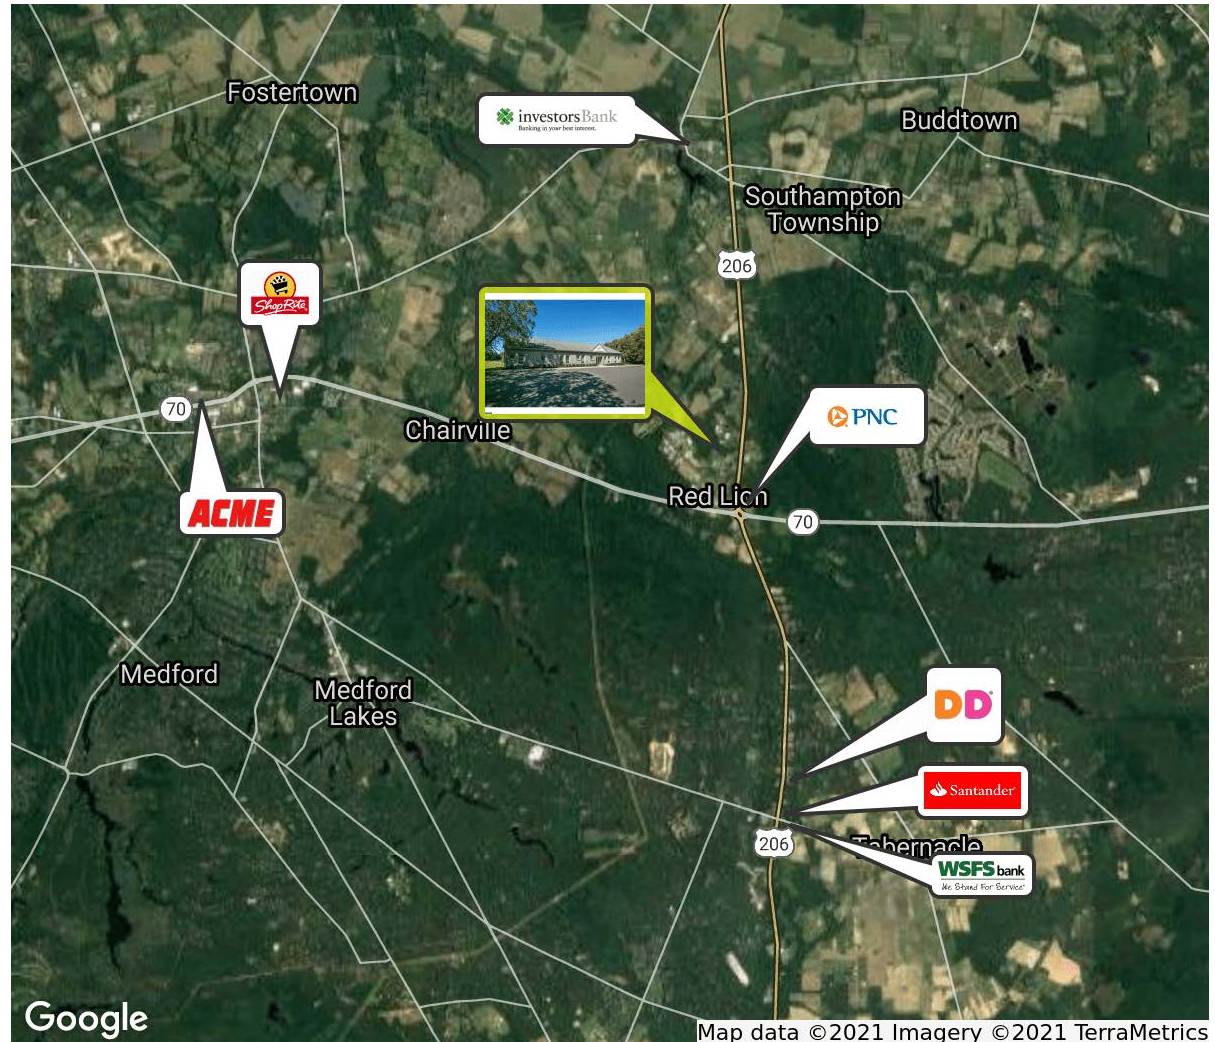 Fostertown
investorsBank
Banking in your best interest.
Buddtown
Southampton
Township
206
ShopRite
70
Chairville
PNC
ACME
Red Lion
70
Medford
Medford
Lakes
DD
Santander
206
Tabernacle
WSFS bank
We Stand For Service
Google
Map data ©2021 Imagery ©2021 TerraMetrics